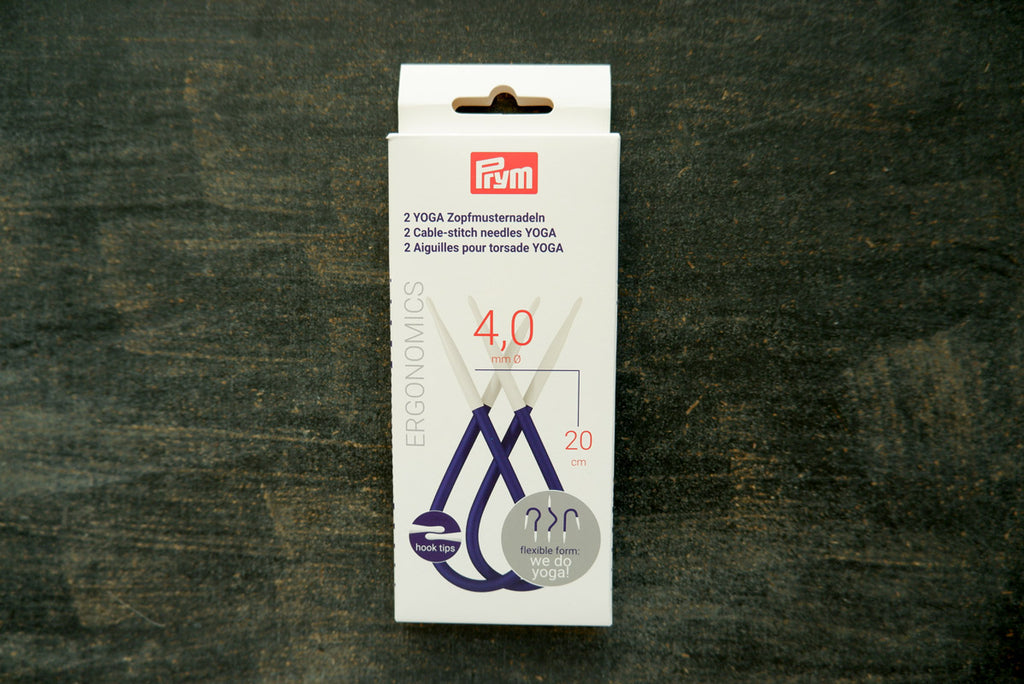 Prym
2 YOGA Zopfmusternadeln
2 Cable-stitch needles YOGA
2 Aiguilles pour torsade YOGA
ERGONOMICS
4,0
mm Ø
20
cm
hook tips
flexible form:
we do
yoga!